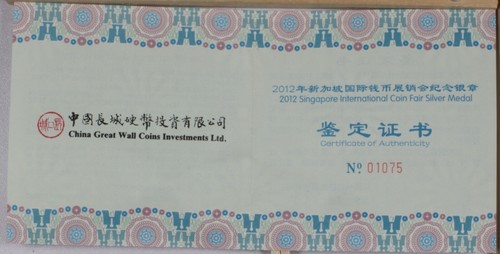 中國長城硬幣投資有限公司
China Great Wall Coins Investments Ltd.
2012年新加坡国际钱币展销会纪念银章
2012 Singapore International Coin Fair Silver Medal
鉴定证书
Certificate of Authenticity
Nº 01075